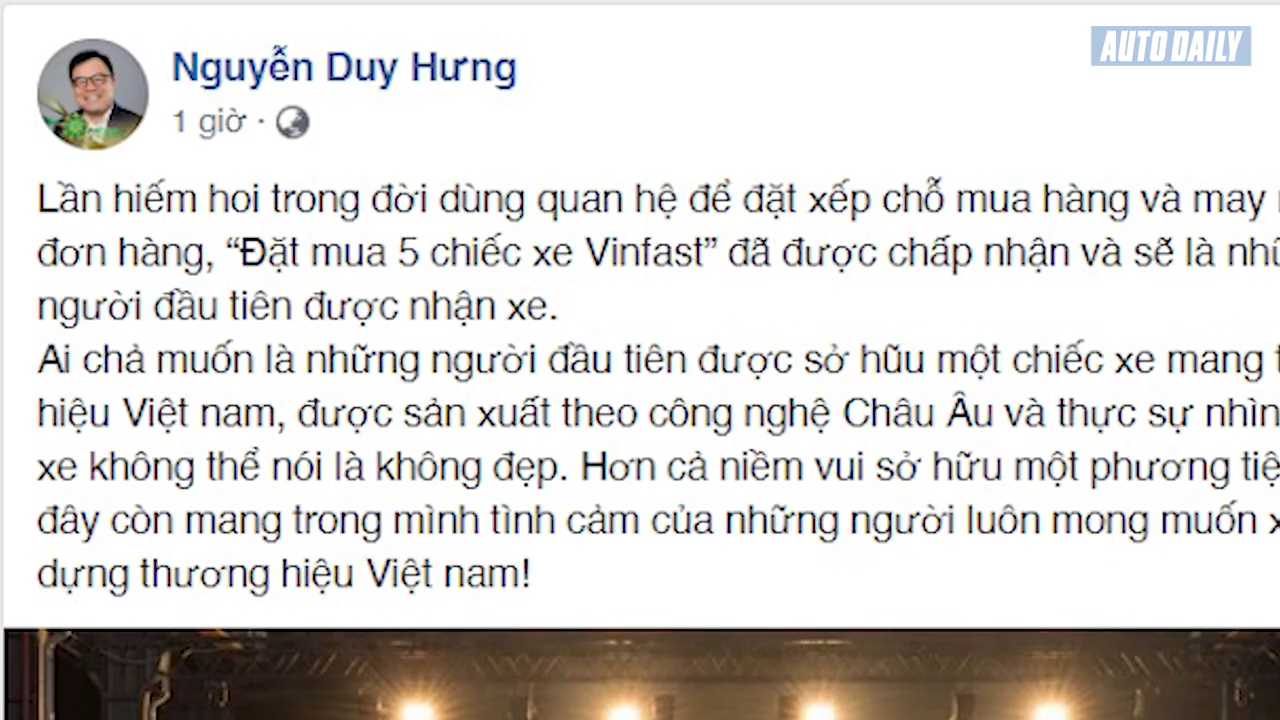 AUTO DAILY
Nguyễn Duy Hưng
1 giờ ·
Lần hiếm hoi trong đời dùng quan hệ để đặt xếp chỗ mua hàng và may
đơn hàng, “Đặt mua 5 chiếc xe Vinfast” đã được chấp nhận và sẽ là
người đầu tiên được nhận xe.
Ai chả muốn là những người đầu tiên được sở hữu một chiếc xe mang
hiệu Việt nam, được sản xuất theo công nghệ Châu Âu và thực sự nhìn
xe không thể nói là không đẹp. Hơn cả niềm vui sở hữu một phương
đây còn mang trong mình tình cảm của những người luôn mong muốn
dựng thương hiệu Việt nam!